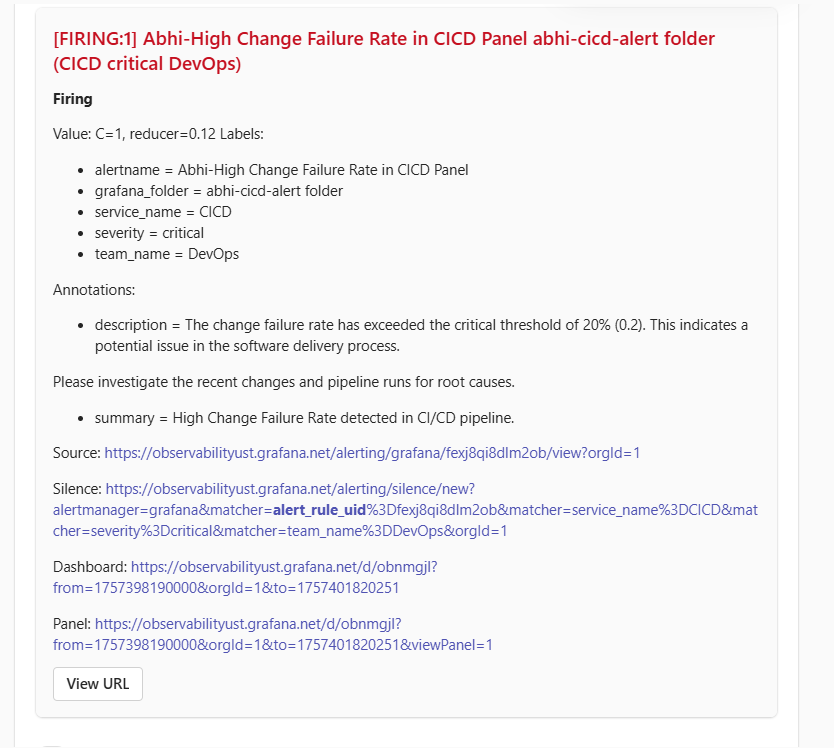 [FIRING:1] Abhi-High Change Failure Rate in CICD Panel abhi-cicd-alert folder
(CICD critical DevOps)
Firing
Value: C=1, reducer=0.12 Labels:
• alertname = Abhi-High Change Failure Rate in CICD Panel
• grafana_folder = abhi-cicd-alert folder
• service_name = CICD
• severity = critical
• team_name = DevOps
Annotations:
• description = The change failure rate has exceeded the critical threshold of 20% (0.2). This indicates a
potential issue in the software delivery process.
Please investigate the recent changes and pipeline runs for root causes.
• summary = High Change Failure Rate detected in CI/CD pipeline.
Source: https://observabilityust.grafana.net/alerting/grafana/fexj8qi8dlm2ob/view?orgId=1
Silence: https://observabilityust.grafana.net/alerting/silence/new?
alertmanager=grafana&matcher=alert_rule_uid%3Dfexj8qi8dlm2ob&matcher=service_name%3DCICD&mat
cher=severity%3Dcritical&matcher=team_name%3DDevOps&orgId=1
Dashboard: https://observabilityust.grafana.net/d/obnmgjl?
from=1757398190000&orgId=1&to=1757401820251
Panel: https://observabilityust.grafana.net/d/obnmgjl?
from=1757398190000&orgId=1&to=1757401820251&viewPanel=1
View URL